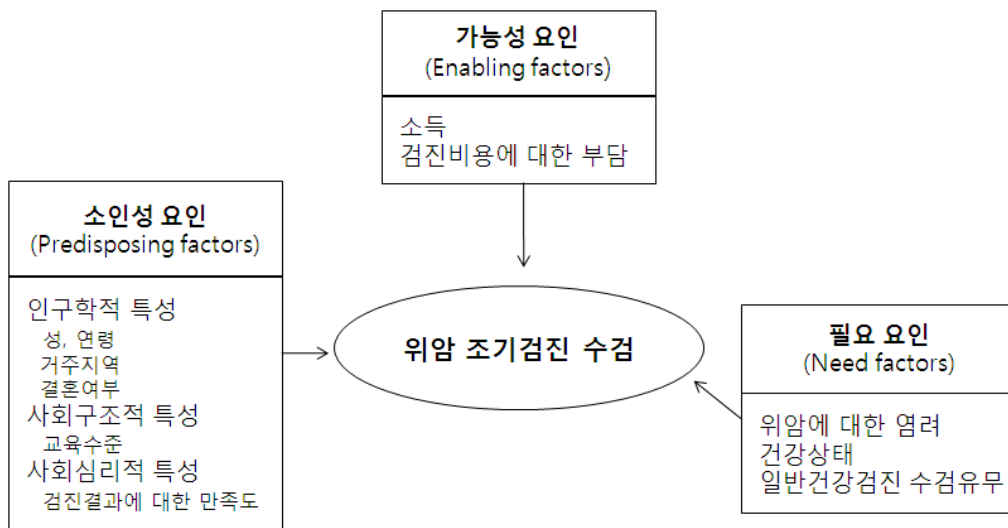 가능성 요인
(Enabling factors)
소득
검진비용에 대한 부담
소인성 요인
(Predisposing factors)
인구학적 특성
성, 연령
거주지역
결혼여부
사회구조적 특성
교육수준
사회심리적 특성
검진결과에 대한 만족도
위암 조기검진 수검
필요 요인
(Need factors)
위암에 대한 염려
건강상태
일반건강검진 수검유무